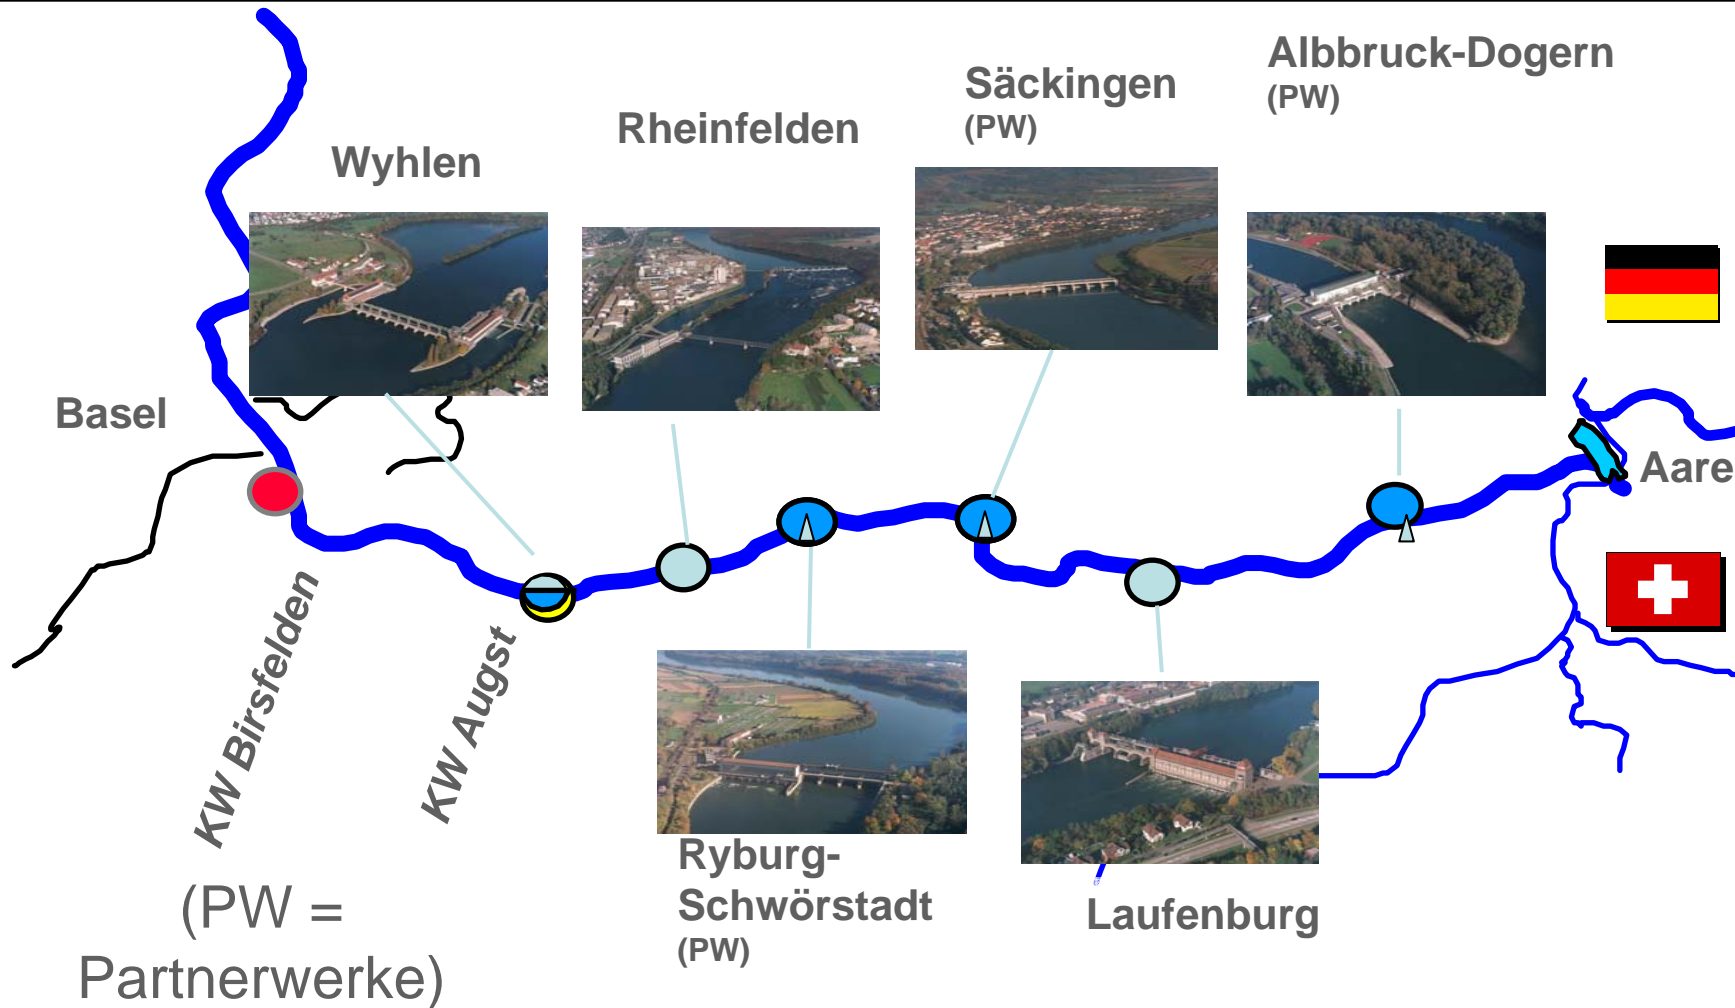 Albbruck-Dogern
(PW)
Säckingen
(PW)
Rheinfelden
Wyhlen
Basel
Aare
KW Birsfelden
KW Augst
Ryburg-
Schwörstadt
(PW)
Laufenburg
(PW =
Partnerwerke)